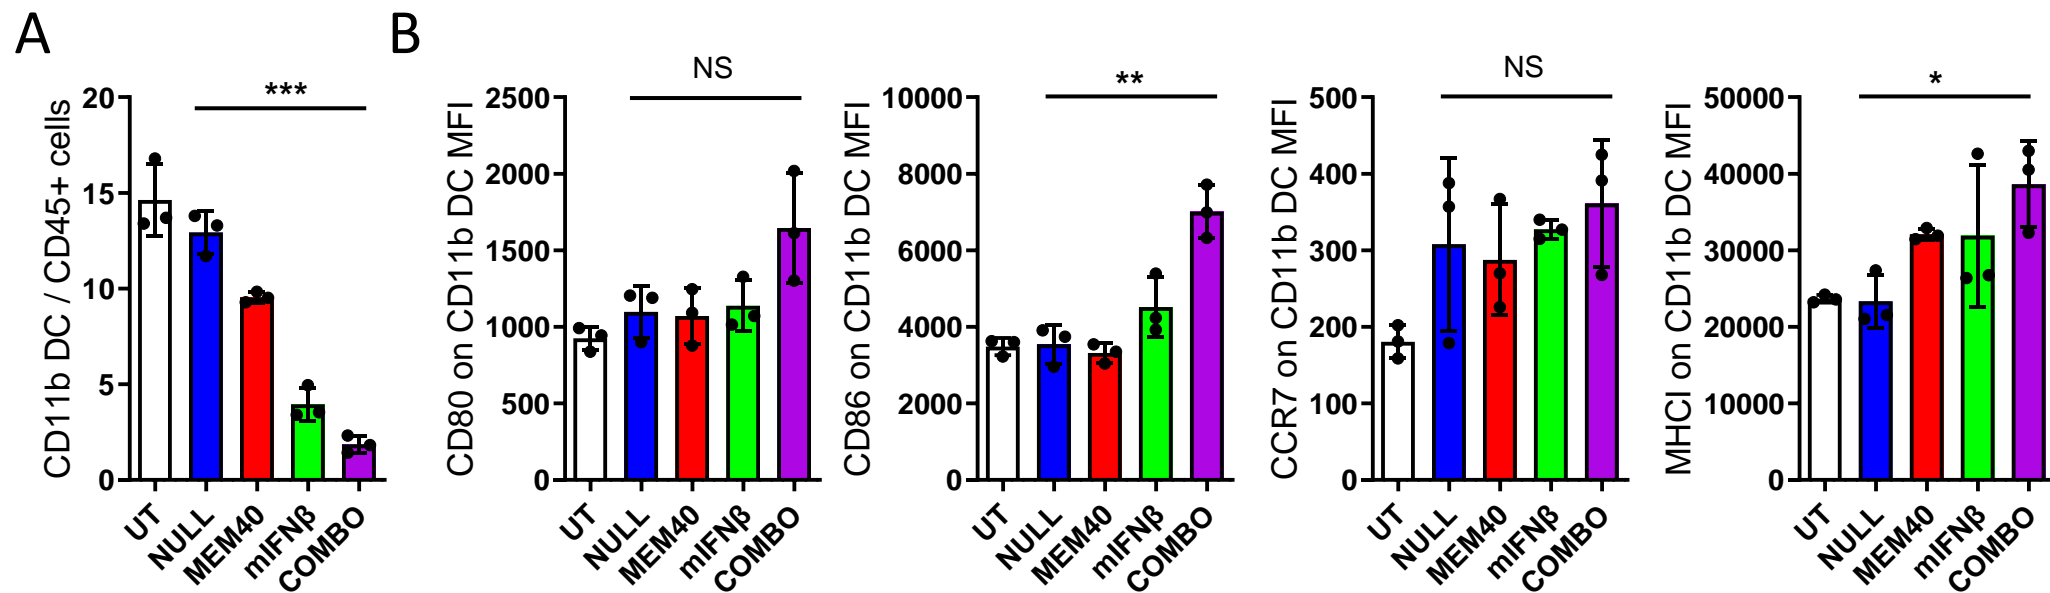 A
CD11b DC / CD45+ cells
20
15
10
5
0
***
UT
NULL
MEM40
mIFNβ
COMBO
B
CD80 on CD11b DC MFI
2500
2000
1500
1000
500
0
NS
UT
NULL
MEM40
mIFNβ
COMBO
CD86 on CD11b DC MFI
10000
8000
6000
4000
2000
0
**
UT
NULL
MEM40
mIFNβ
COMBO
CCR7 on CD11b DC MFI
500
400
300
200
100
0
NS
UT
NULL
MEM40
mIFNβ
COMBO
MHCI on CD11b DC MFI
50000
40000
30000
20000
10000
0
*
UT
NULL
MEM40
mIFNβ
COMBO